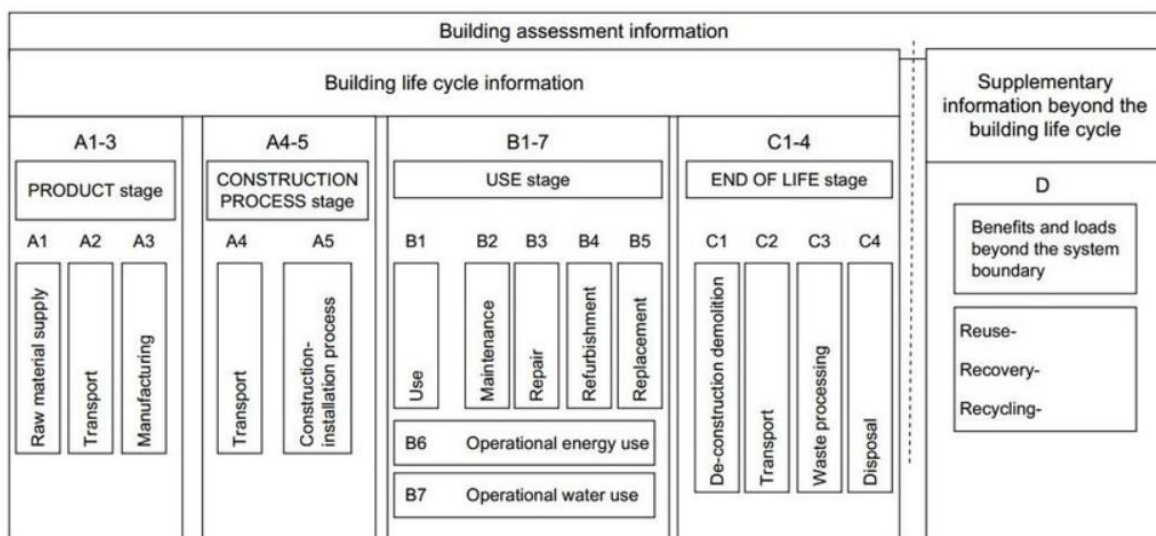 Building assessment information
Building life cycle information
Supplementary
information beyond the
building life cycle
A1-3
PRODUCT stage
A1
A2
A3
Raw material supply
Transport
Manufacturing
A4-5
CONSTRUCTION
PROCESS stage
A4
A5
Transport
Construction-
installation process
B1-7
USE stage
B1
B2
B3
B4
B5
Use
Maintenance
Repair
Refurbishment
Replacement
B6 Operational energy use
B7 Operational water use
C1-4
END OF LIFE stage
C1
C2
C3
C4
De-construction demolition
Transport
Waste processing
Disposal
D
Benefits and loads
beyond the system
boundary
Reuse-
Recovery-
Recycling-